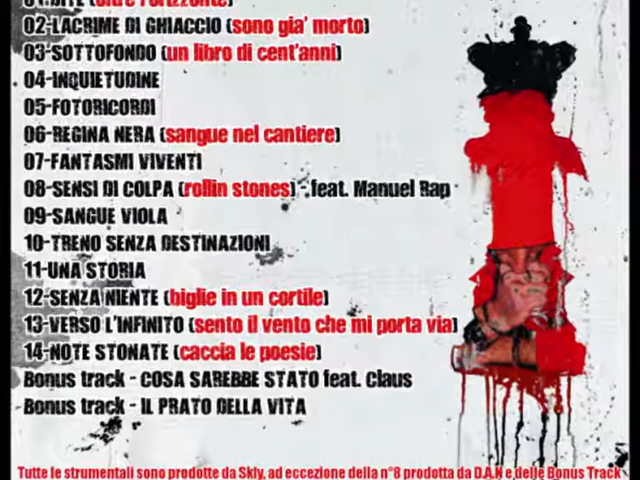 (oltre l'orizzonte)
02-LACRIME DI GHIACCIO (sono gia' morto)
03-SOTTOFONDO (un libro di cent'anni)
04-INQUIETUDINE
05-FOTORICORDI
06-REGINA NERA (sangue nel cantiere)
07-FANTASMI VIVENTI
08-SENSI DI COLPA (rollin stones) - feat. Manuel Rap
09-SANGUE VIOLA
10-TRENO SENZA DESTINAZIONI
11-UNA STORIA
12-SENZA NIENTE (biglie in un cortile)
13-VERSO L'INFINITO (sento il vento che mi porta via)
14-NOTE STONATE (caccia le poesie)
Bonus track - COSA SAREBBE STATO feat. Claus
Bonus track - IL PRATO DELLA VITA
Tutte le strumentali sono prodotte da Skly, ad eccezione della n°8 prodotta da D.A.N e delle Bonus Track